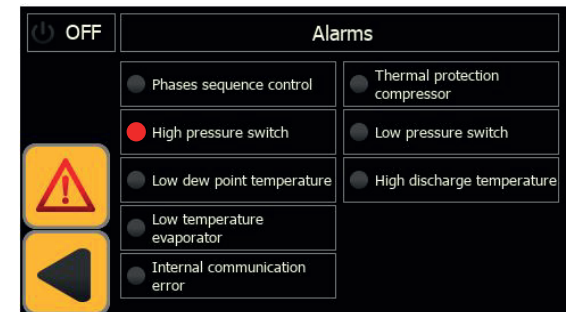 OFF
Alarms
Phases sequence control
Thermal protection
compressor
High pressure switch
Low pressure switch
Low dew point temperature
High discharge temperature
Low temperature
evaporator
Internal communication
error